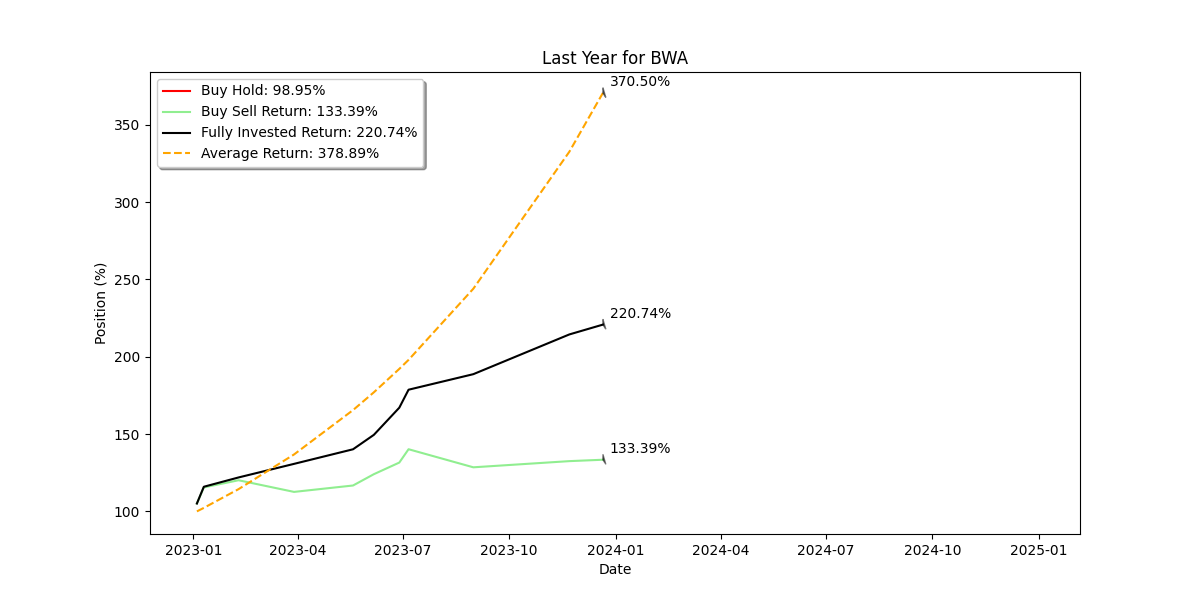 Last Year for BWA
Buy Hold: 98.95%
Buy Sell Return: 133.39%
Fully Invested Return: 220.74%
Average Return: 378.89%
370.50%
220.74%
133.39%
Position (%)
350
300
250
200
150
100
2023-01 2023-04 2023-07 2023-10 2024-01 2024-04 2024-07 2024-10 2025-01
Date